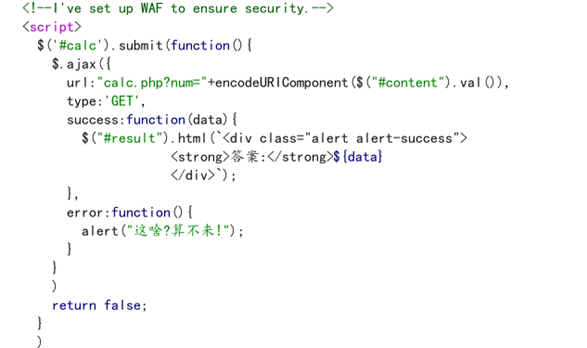 <!--I've set up WAF to ensure security.-->
<script>
$('#calc').submit(function(){
$.ajax({
url:"calc.php?num="+encodeURIComponent($("#content").val()),
type:'GET',
success:function(data){
$("#result").html(`<div class="alert alert-success">
<strong>答案:</strong>${data}
</div>`);
},
error:function(){
alert("这啥?算不来!");
}
}
)
return false;
}
)